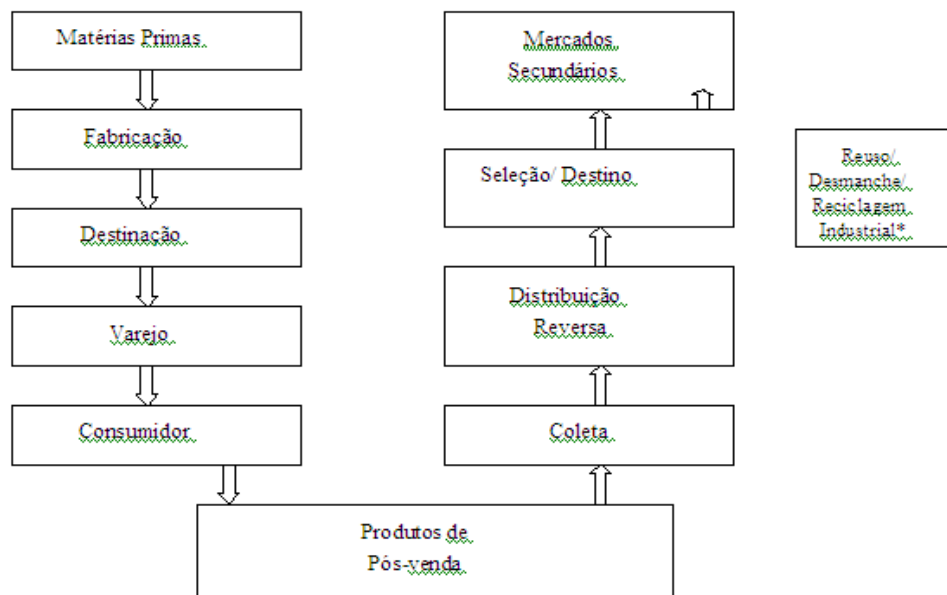 Matérias Primas
Fabricação
Destinação
Varejo
Consumidor
Produtos de
Pós-venda
Coleta
Distribuição
Reversa
Seleção/ Destino
Mercados
Secundários
Reuso/
Desmanche/
Reciclagem
Industrial*